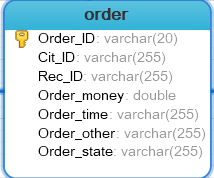 order
Order_ID: varchar(20)
Cit_ID: varchar(255)
Rec_ID: varchar(255)
Order_money: double
Order_time: varchar(255)
Order_other: varchar(255)
Order_state: varchar(255)